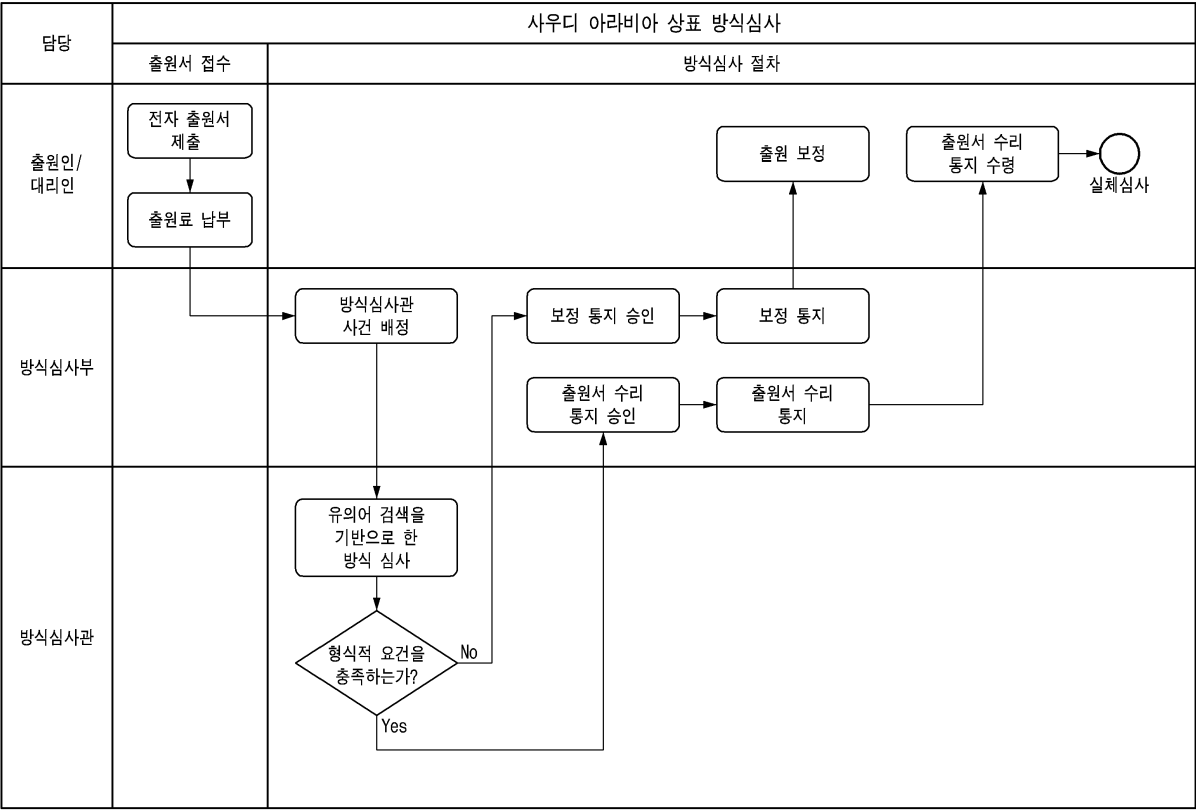 담당
사우디 아라비아 상표 방식심사
출원서 접수
방식심사 절차
출원인/
대리인
전자 출원서
제출
출원료 납부
출원 보정
출원서 수리
통지 수령
실체심사
방식심사부
방식심사관
사건 배정
보정 통지 승인
보정 통지
출원서 수리
통지 승인
출원서 수리
통지
방식심사관
유의어 검색을
기반으로 한
방식 심사
형식적 요건을
충족하는가?
No
Yes